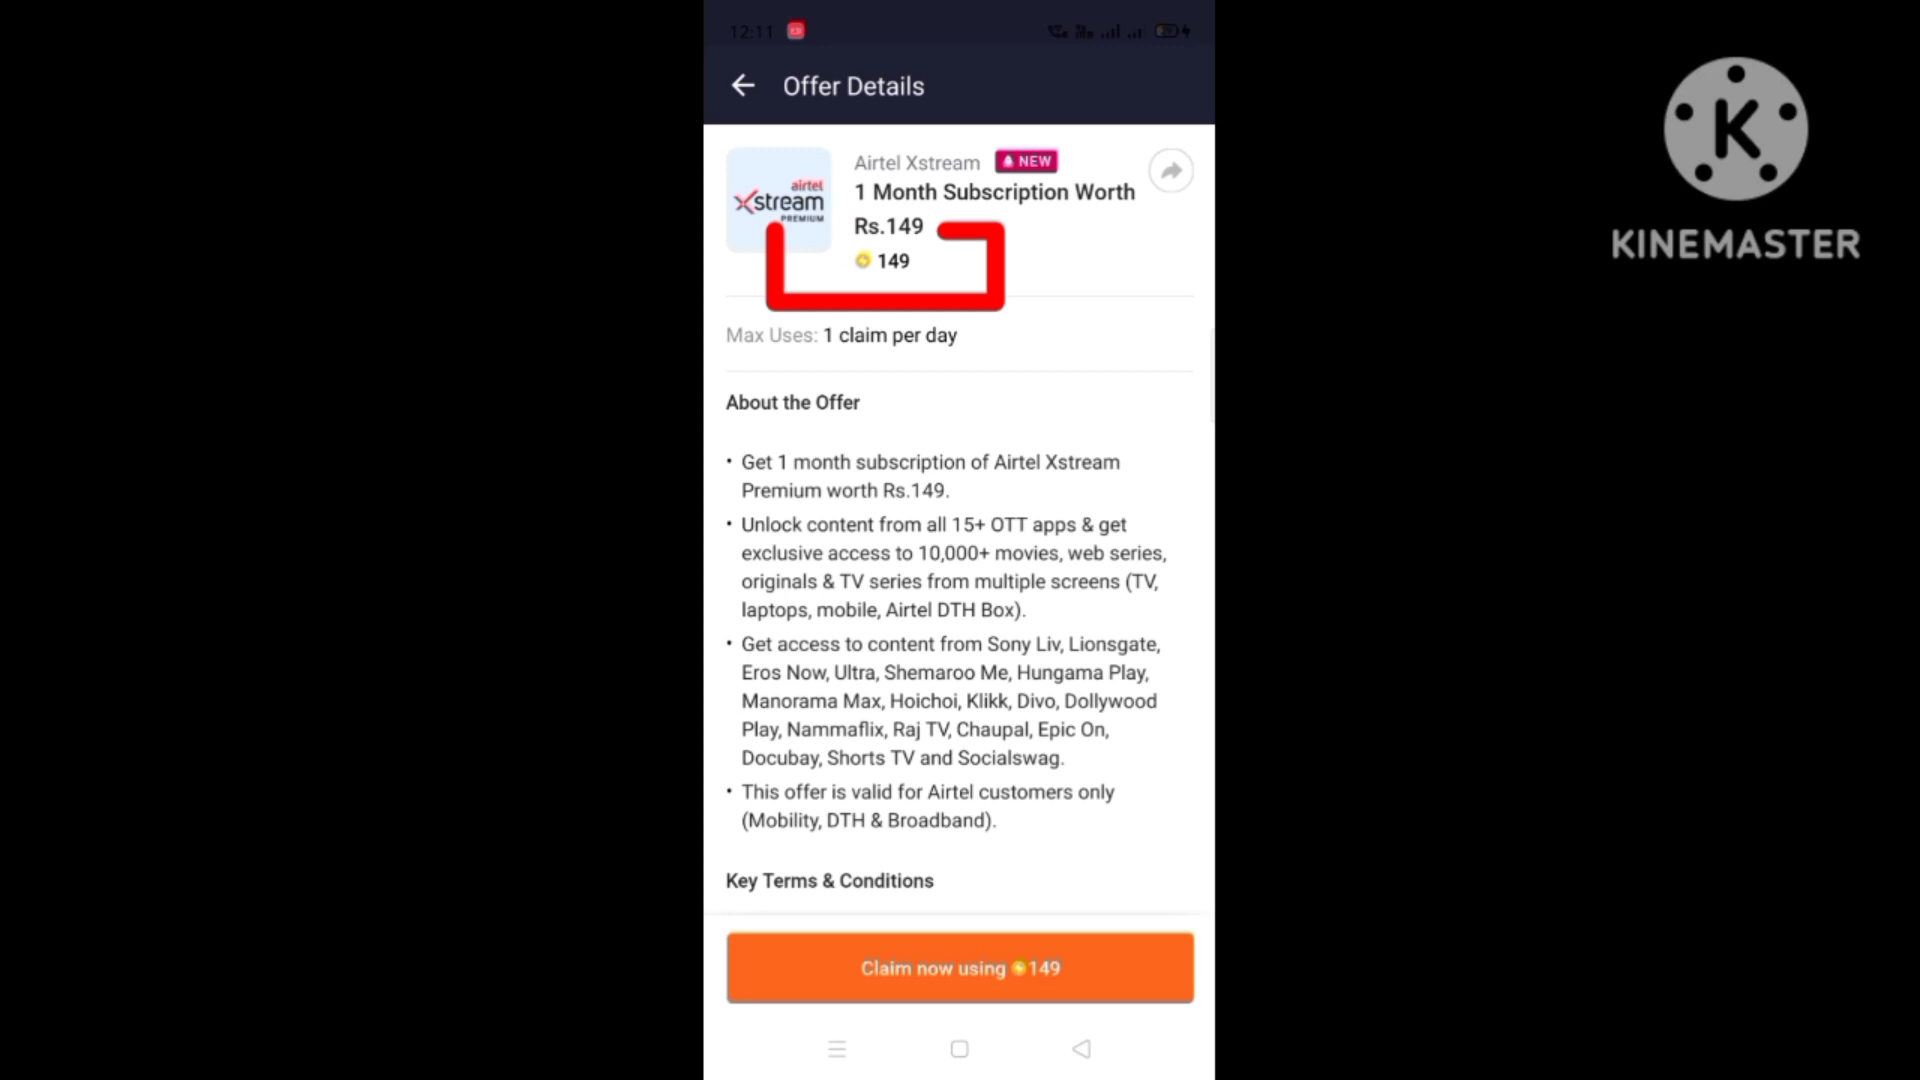 12:11
Offer Details
Airtel Xstream NEW
1 Month Subscription Worth
Rs.149
149
airtel
Xstream
PREMIUM
Max Uses: 1 claim per day
About the Offer
• Get 1 month subscription of Airtel Xstream
Premium worth Rs.149.
• Unlock content from all 15+ OTT apps & get
exclusive access to 10,000+ movies, web series,
originals & TV series from multiple screens (TV,
laptops, mobile, Airtel DTH Box).
• Get access to content from Sony Liv, Lionsgate,
Eros Now, Ultra, Shemaroo Me, Hungama Play,
Manorama Max, Hoichoi, Klikk, Divo, Dollywood
Play, Nammaflix, Raj TV, Chaupal, Epic On,
Docubay, Shorts TV and Socialswag.
• This offer is valid for Airtel customers only
(Mobility, DTH & Broadband).
Key Terms & Conditions
Claim now using 149
K
KINEMASTER